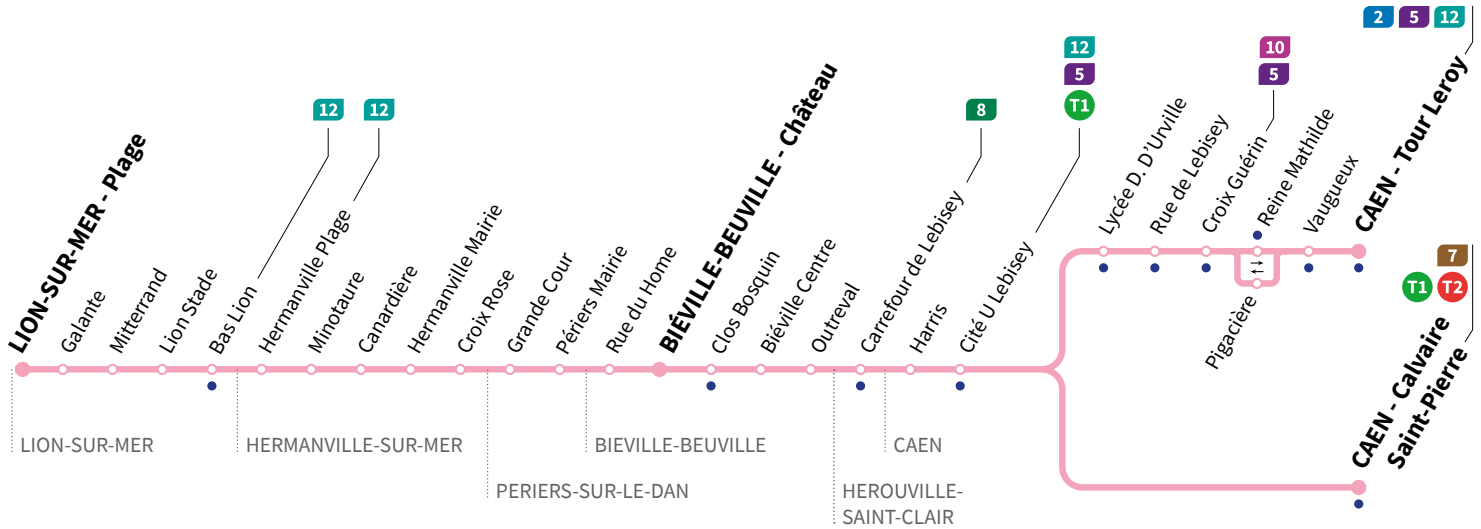 2 5 12
12
5
T1
10
5
12
12
8
LION-SUR-MER - Plage
Galante
Mitterrand
Lion Stade
Bas Lion
Hermanville Plage
Minotaure
Canardière
Hermanville Mairie
Croix Rose
Grande Cour
Périers Mairie
Rue du Home
BIÉVILLE-BEUVILLE - Château
Clos Bosquin
Biéville Centre
Outreval
Carrefour de Lebisey
Harris
Cité U Lebisey
Lycée D. D'Urville
Rue de Lebisey
Croix Guérin
Reine Mathilde
Pigacière
Vaugueux
CAEN - Tour Leroy
7
T1 T2
CAEN - Calvaire
Saint-Pierre
LION-SUR-MER
HERMANVILLE-SUR-MER
BIEVILLE-BEUVILLE
CAEN
PERIERS-SUR-LE-DAN
HEROUVILLE-
SAINT-CLAIR